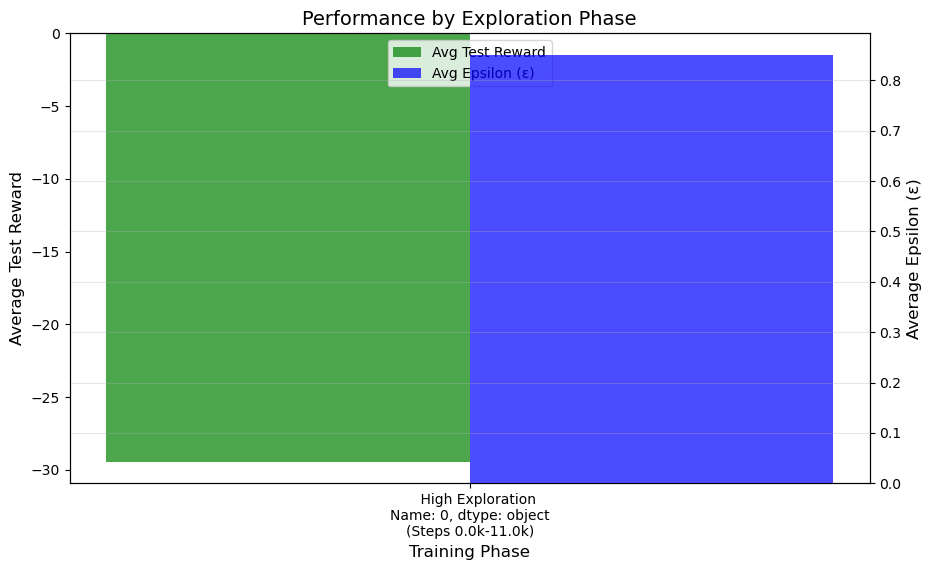 Performance by Exploration Phase
Avg Test Reward
Avg Epsilon (ε)
Average Test Reward
0
−5
−10
−15
−20
−25
−30
0.8
0.7
0.6
0.5
0.4
0.3
0.2
0.1
0.0
Average Epsilon (ε)
High Exploration
Name: 0, dtype: object
(Steps 0.0k-11.0k)
Training Phase